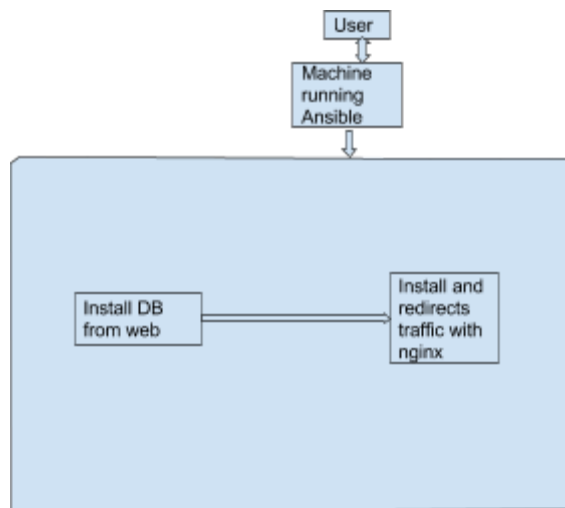 User
Machine
running
Ansible
Install DB
from web
Install and
redirects
traffic with
nginx